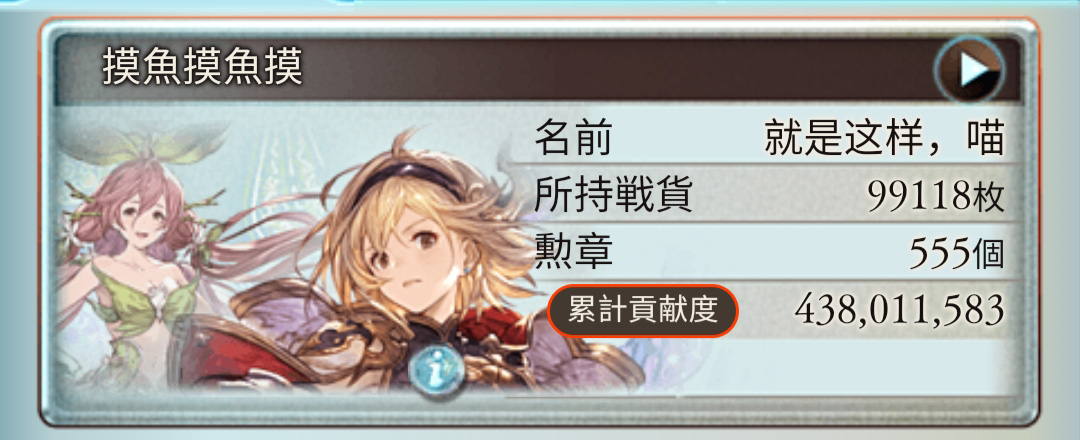 摸魚摸魚摸
名前 就是这样，喵
所持戦貨 99118枚
勲章 555個
累計貢献度 438,011,583